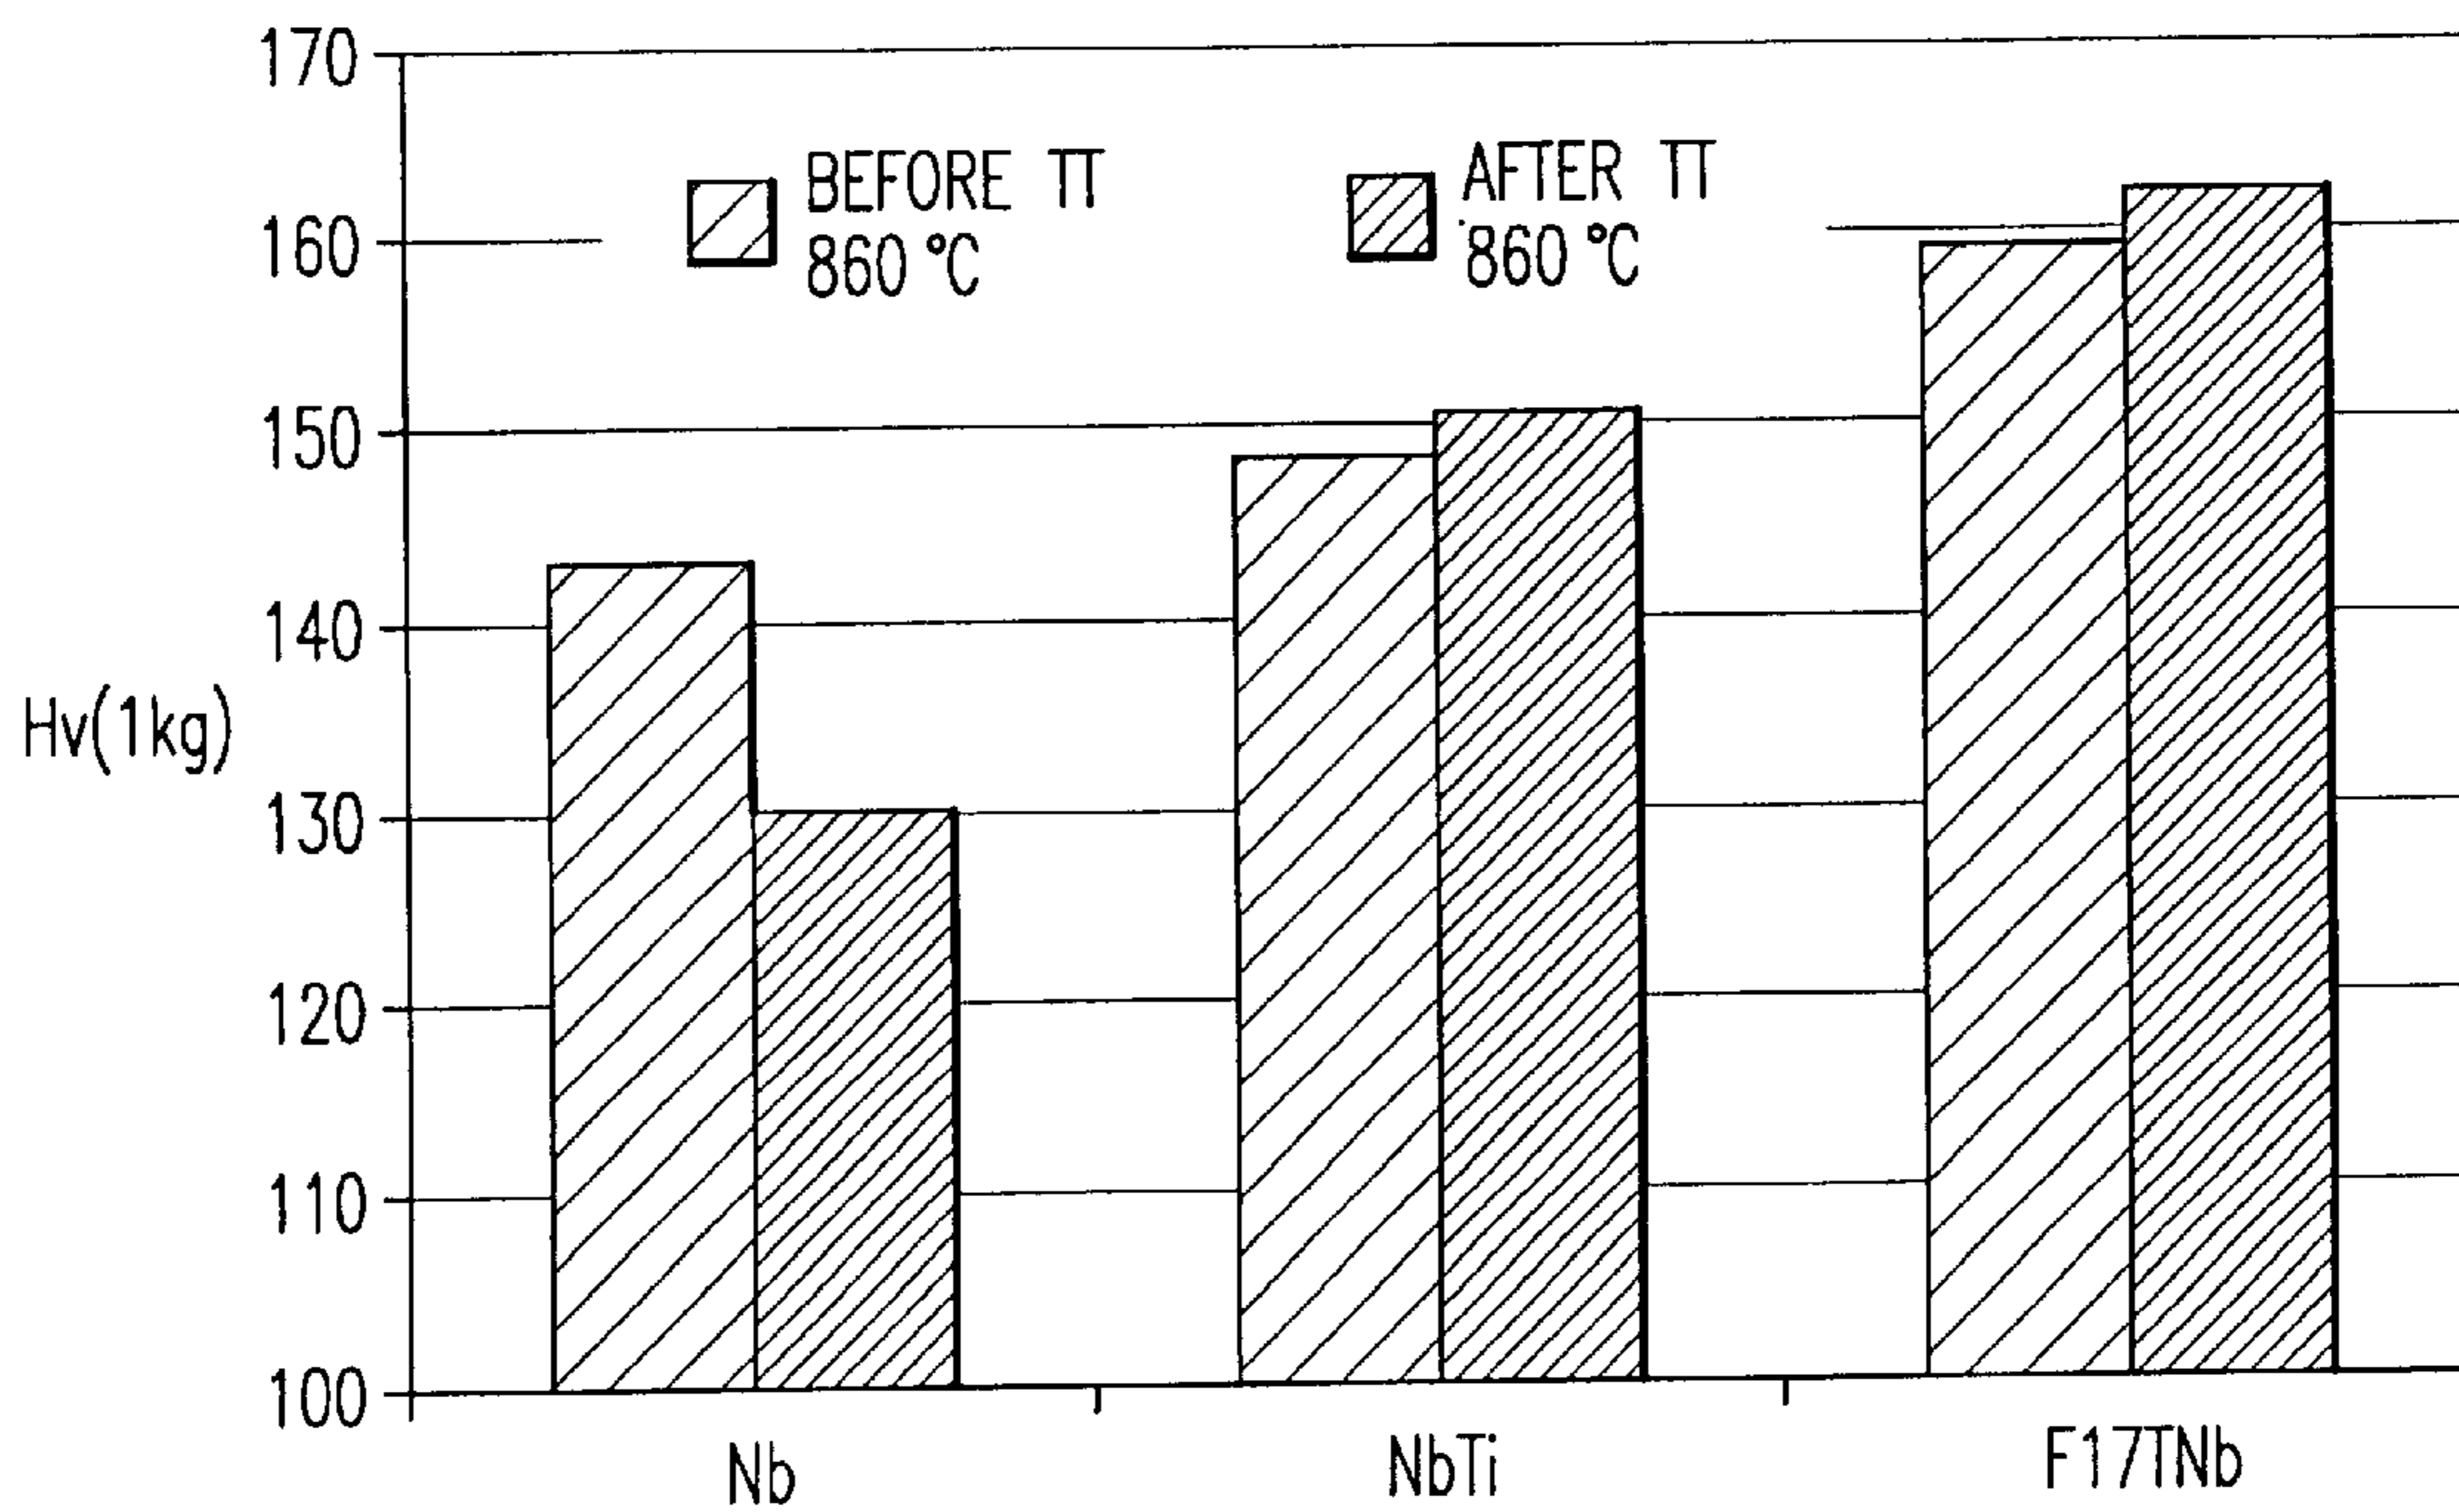 170
BEFORE TT
860 °C
AFTER TT
860 °C
160
150
140
Hv(1kg)
130
120
110
100
Nb
NbTi
F17TNb